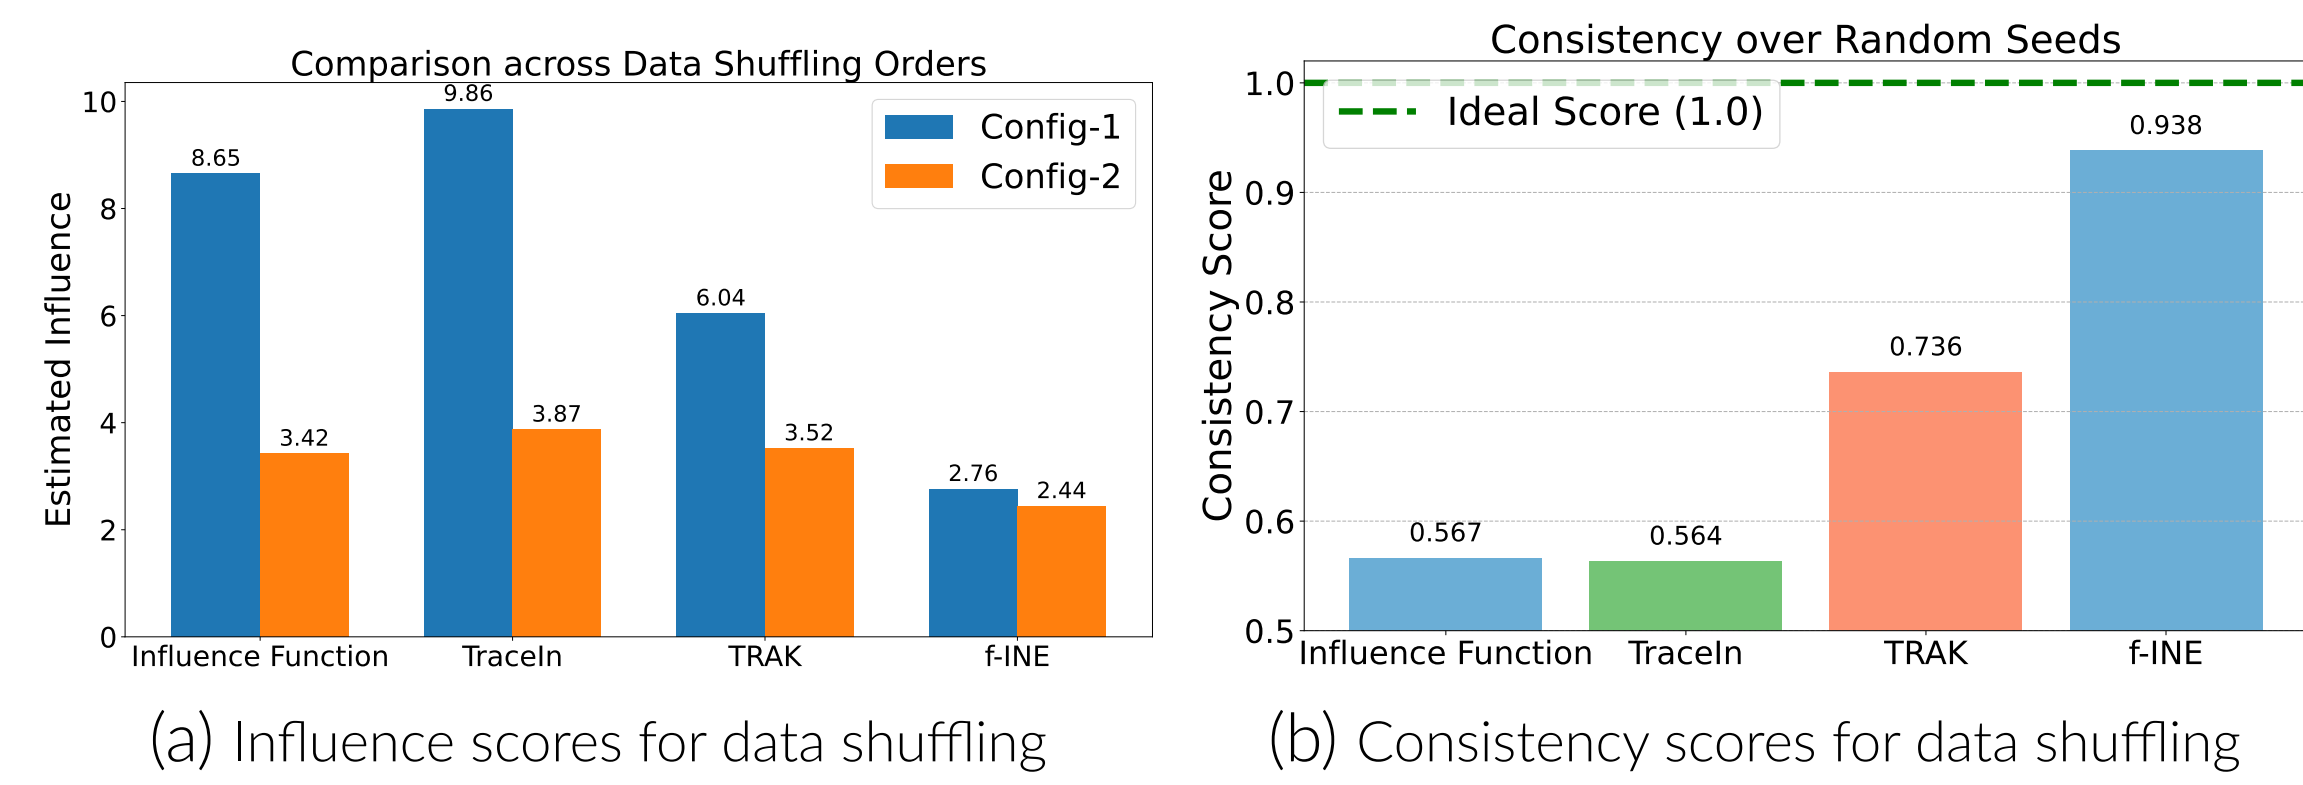 Comparison across Data Shuffling Orders
Estimated Influence
10
8
6
4
2
0
8.65
3.42
9.86
3.87
6.04
3.52
2.76
2.44
Config-1
Config-2
Influence Function TraceIn TRAK f-INE
(a) Influence scores for data shuffling
Consistency over Random Seeds
Consistency Score
1.0
0.9
0.8
0.7
0.6
0.5
Ideal Score (1.0)
0.567
0.564
0.736
0.938
Influence Function TraceIn TRAK f-INE
(b) Consistency scores for data shuffling